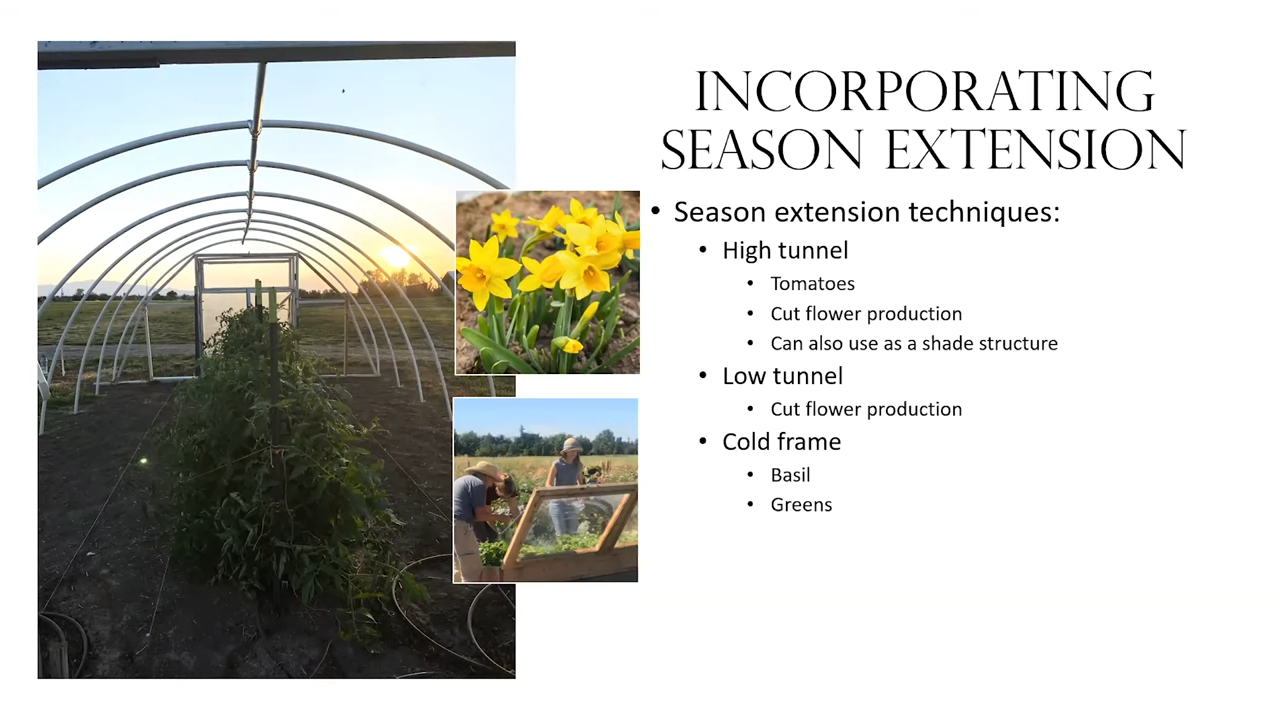 INCORPORATING
SEASON EXTENSION
• Season extension techniques:
• High tunnel
• Tomatoes
• Cut flower production
• Can also use as a shade structure
• Low tunnel
• Cut flower production
• Cold frame
• Basil
• Greens